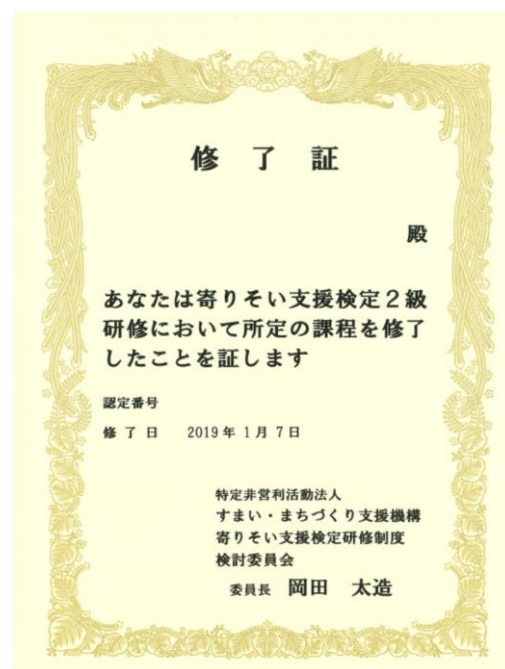 修了証
殿
あなたは寄りそい支援検定2級
研修において所定の課程を修了
したことを証します
認定番号
修了日　2019年1月7日
特定非営利活動法人
すまい・まちづくり支援機構
寄りそい支援検定研修制度
検討委員会
委員長　岡田　太造